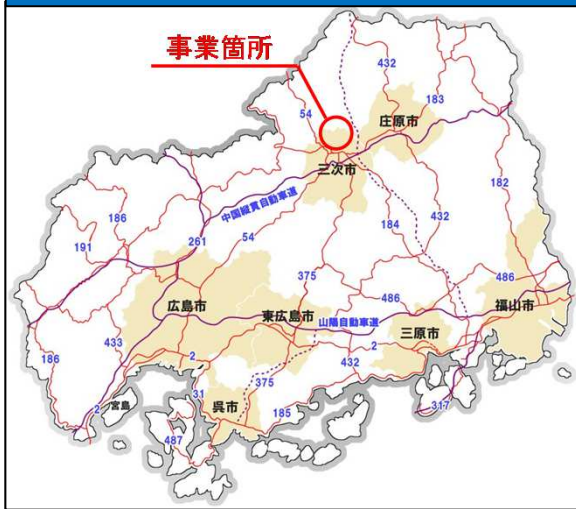 事業箇所
432
54
183
庄原市
三次市
中国縦貫自動車道
182
186
191
261
54
184
432
375
486
486
広島市
東広島市
山陽自動車道
三原市
福山市
433
186
2
2
432
宮島
2
31
375
呉市
185
317
487